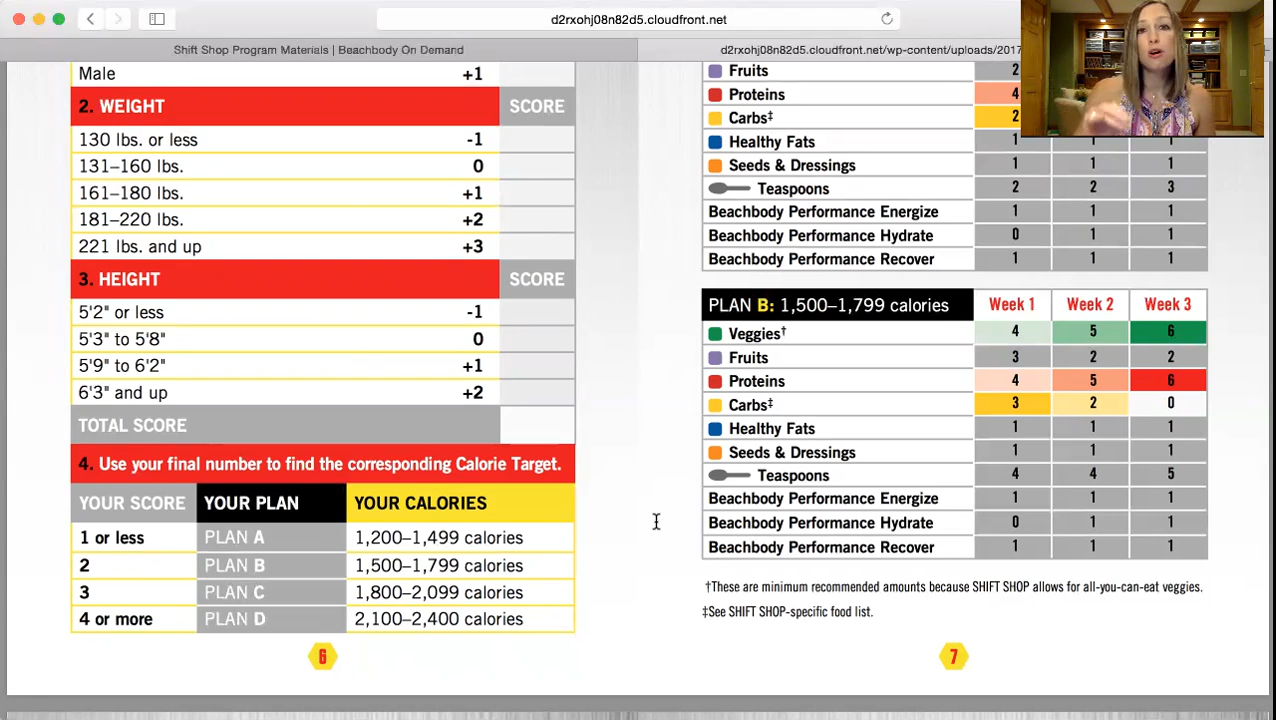 d2rxohj08n82d5.cloudfront.net
Shift Shop Program Materials | Beachbody On Demand
d2rxohj08n82d5.cloudfront.net/wp-content/uploads/2017
Male +1
2. WEIGHT SCORE
130 lbs. or less -1
131–160 lbs. 0
161–180 lbs. +1
181–220 lbs. +2
221 lbs. and up +3
3. HEIGHT SCORE
5'2" or less -1
5'3" to 5'8" 0
5'9" to 6'2" +1
6'3" and up +2
TOTAL SCORE
4. Use your final number to find the corresponding Calorie Target.
YOUR SCORE YOUR PLAN YOUR CALORIES
1 or less PLAN A 1,200–1,499 calories
2 PLAN B 1,500–1,799 calories
3 PLAN C 1,800–2,099 calories
4 or more PLAN D 2,100–2,400 calories
6
Fruits 2
Proteins 4
Carbs‡ 2
Healthy Fats 1 1 1
Seeds & Dressings 1 1 1
Teaspoons 2 2 3
Beachbody Performance Energize 1 1 1
Beachbody Performance Hydrate 0 1 1
Beachbody Performance Recover 1 1 1
PLAN B: 1,500–1,799 calories Week 1 Week 2 Week 3
Veggies† 4 5 6
Fruits 3 2 2
Proteins 4 5 6
Carbs‡ 3 2 0
Healthy Fats 1 1 1
Seeds & Dressings 1 1 1
Teaspoons 4 4 5
Beachbody Performance Energize 1 1 1
Beachbody Performance Hydrate 0 1 1
Beachbody Performance Recover 1 1 1
†These are minimum recommended amounts because SHIFT SHOP allows for all-you-can-eat veggies.
‡See SHIFT SHOP-specific food list.
7